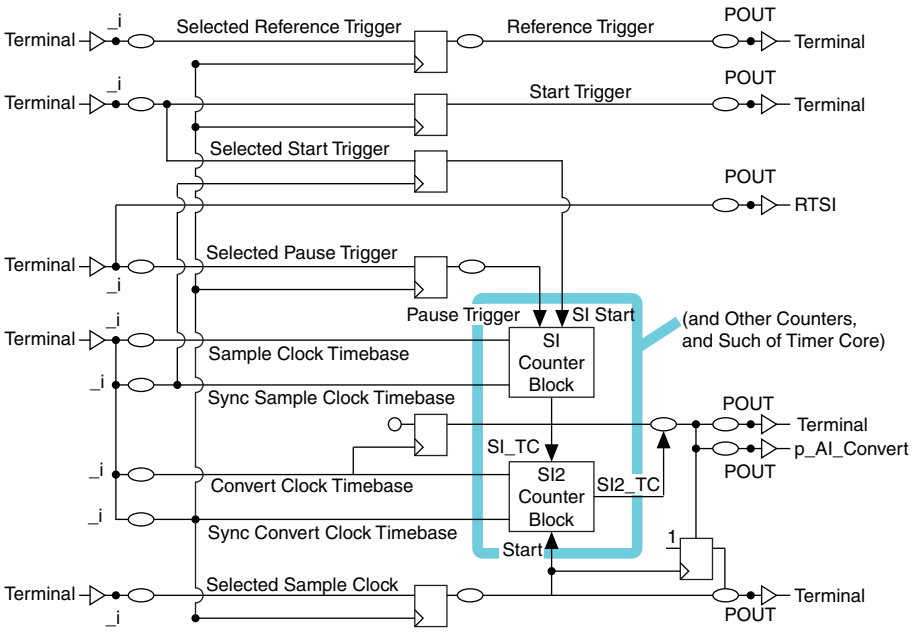 _i Selected Reference Trigger Reference Trigger POUT
Terminal Terminal
_i POUT
Terminal Start Trigger Terminal
Selected Start Trigger
POUT
RTSI
Selected Pause Trigger
Terminal
_i
Pause Trigger SI Start
(and Other Counters,
and Such of Timer Core)
_i
Terminal
SI
Counter
Block
Sample Clock Timebase
_i
Sync Sample Clock Timebase
POUT
Terminal
SI_TC
p_AI_Convert
POUT
_i
Convert Clock Timebase
SI2
Counter
Block
SI2_TC
_i
Sync Convert Clock Timebase
Start
1
Selected Sample Clock
Terminal
_i
Terminal
POUT